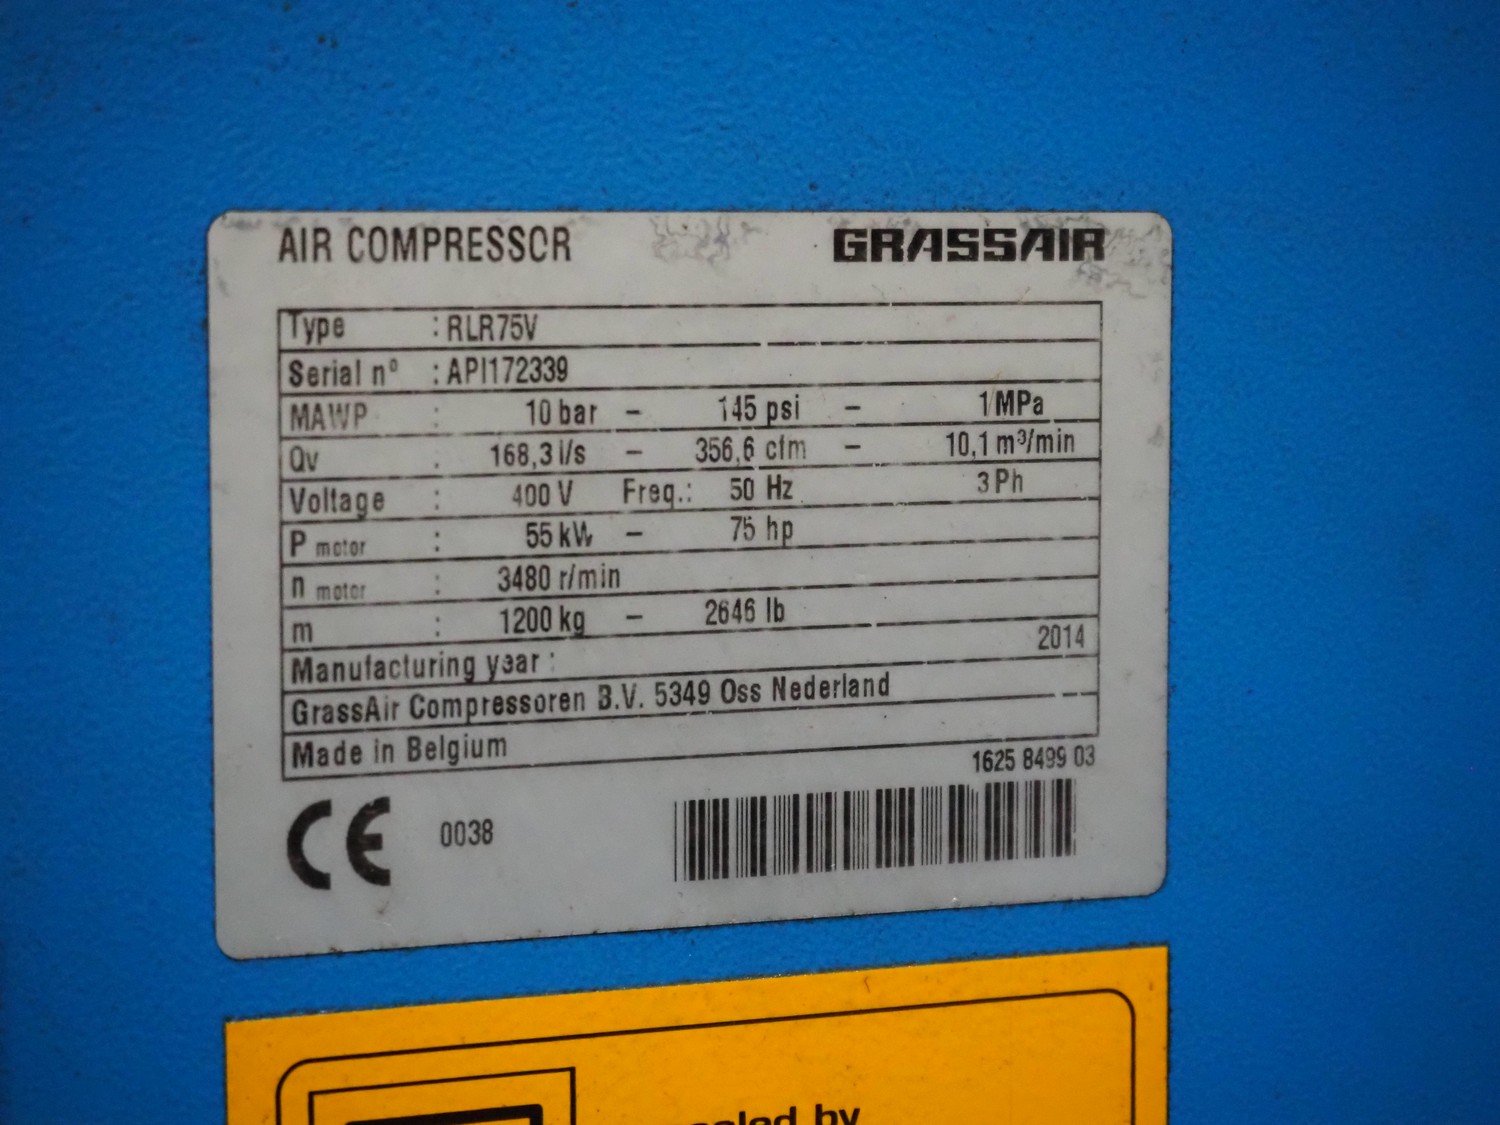 AIR COMPRESSOR GRASSAIR
Type : RLR75V
Serial nº : API172339
MAWP : 10 bar – 145 psi – 1 MPa
Qv : 168,3 l/s – 356,6 cfm – 10,1 m³/min
Voltage : 400 V Freq.: 50 Hz 3 Ph
P motor : 55 kW – 75 hp
n motor : 3480 r/min
m : 1200 kg – 2646 lb
Manufacturing year : 2014
GrassAir Compressoren B.V. 5349 Oss Nederland
Made in Belgium
1625 8499 03
CE 0038
by